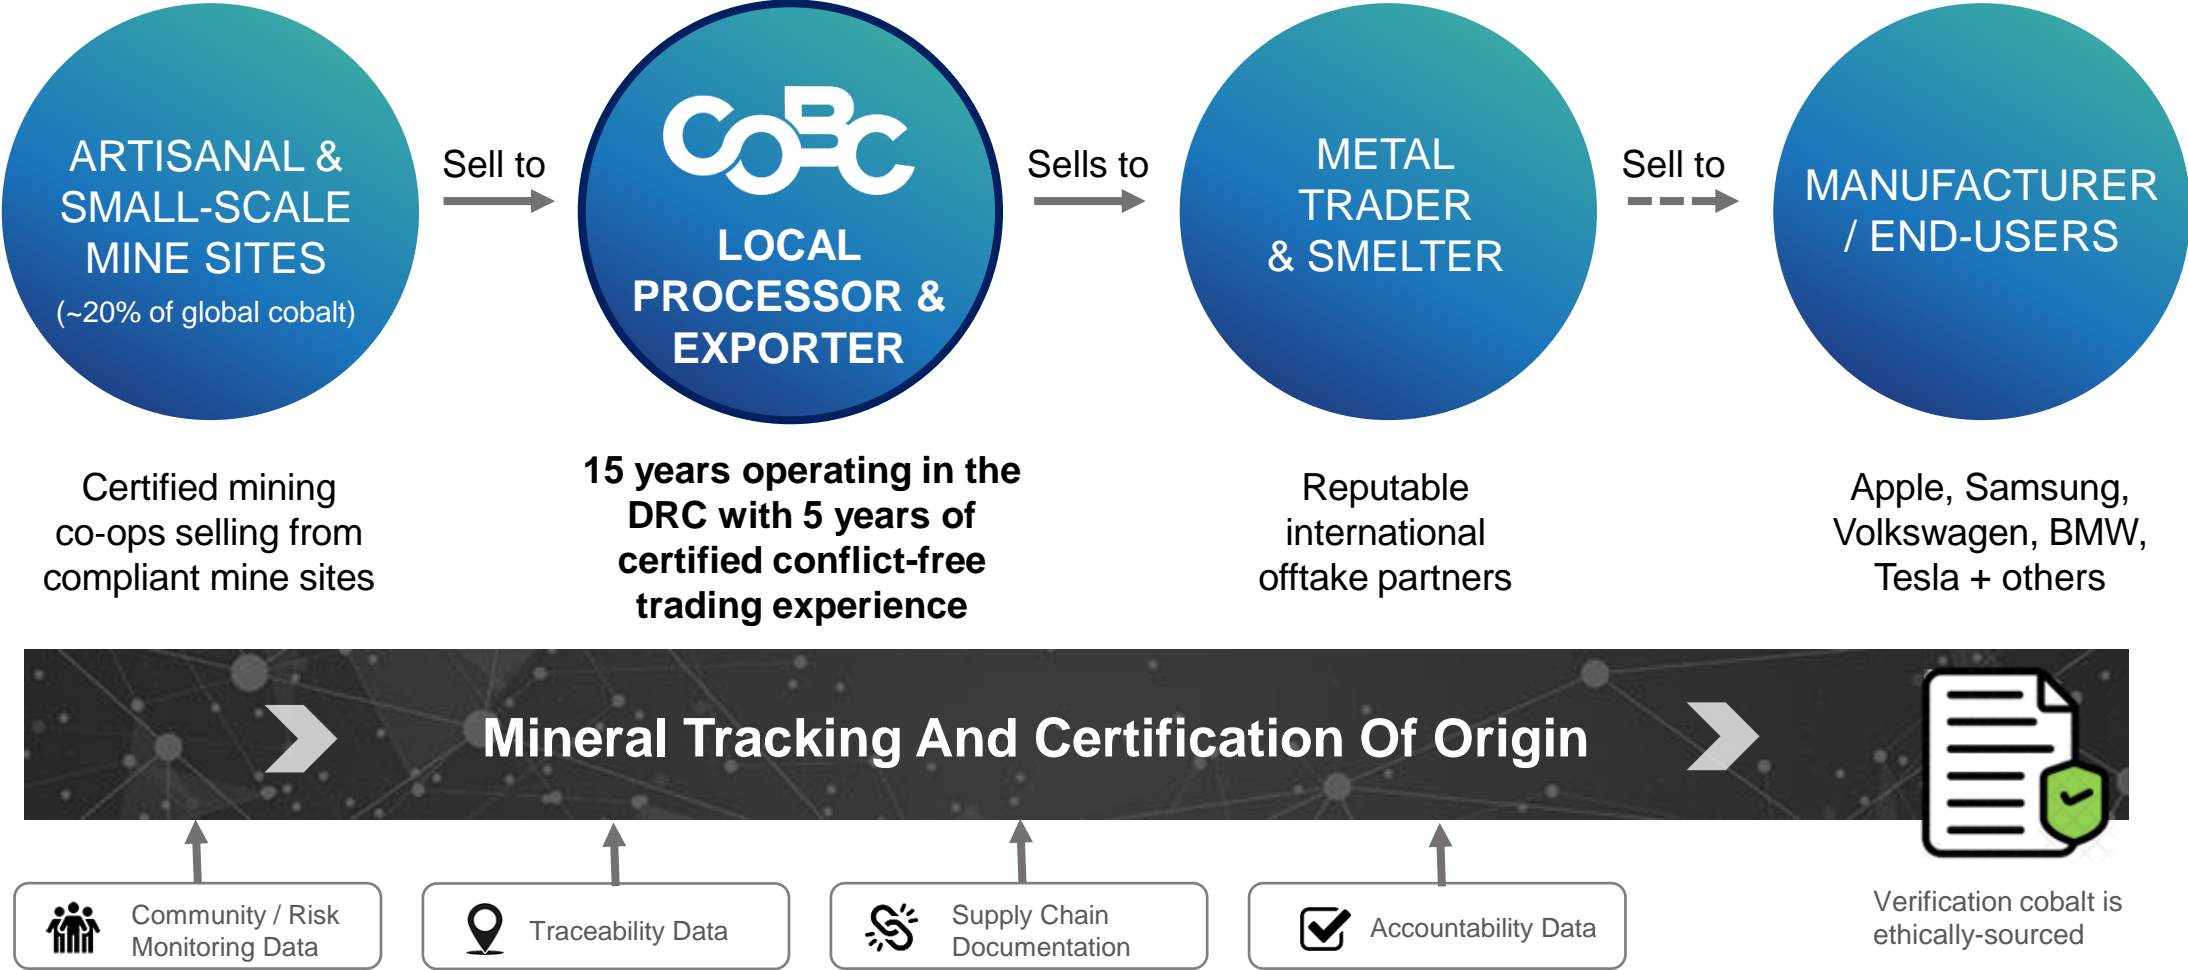 ARTISANAL &
SMALL-SCALE
MINE SITES
(~20% of global cobalt)
Sell to
CoBC
LOCAL
PROCESSOR &
EXPORTER
Sells to
METAL
TRADER
& SMELTER
Sell to
MANUFACTURER
/ END-USERS
Certified mining
co-ops selling from
compliant mine sites
15 years operating in the
DRC with 5 years of
certified conflict-free
trading experience
Reputable
international
offtake partners
Apple, Samsung,
Volkswagen, BMW,
Tesla + others
Mineral Tracking And Certification Of Origin
Community / Risk
Monitoring Data
Traceability Data
Supply Chain
Documentation
Accountability Data
Verification cobalt is
ethically-sourced